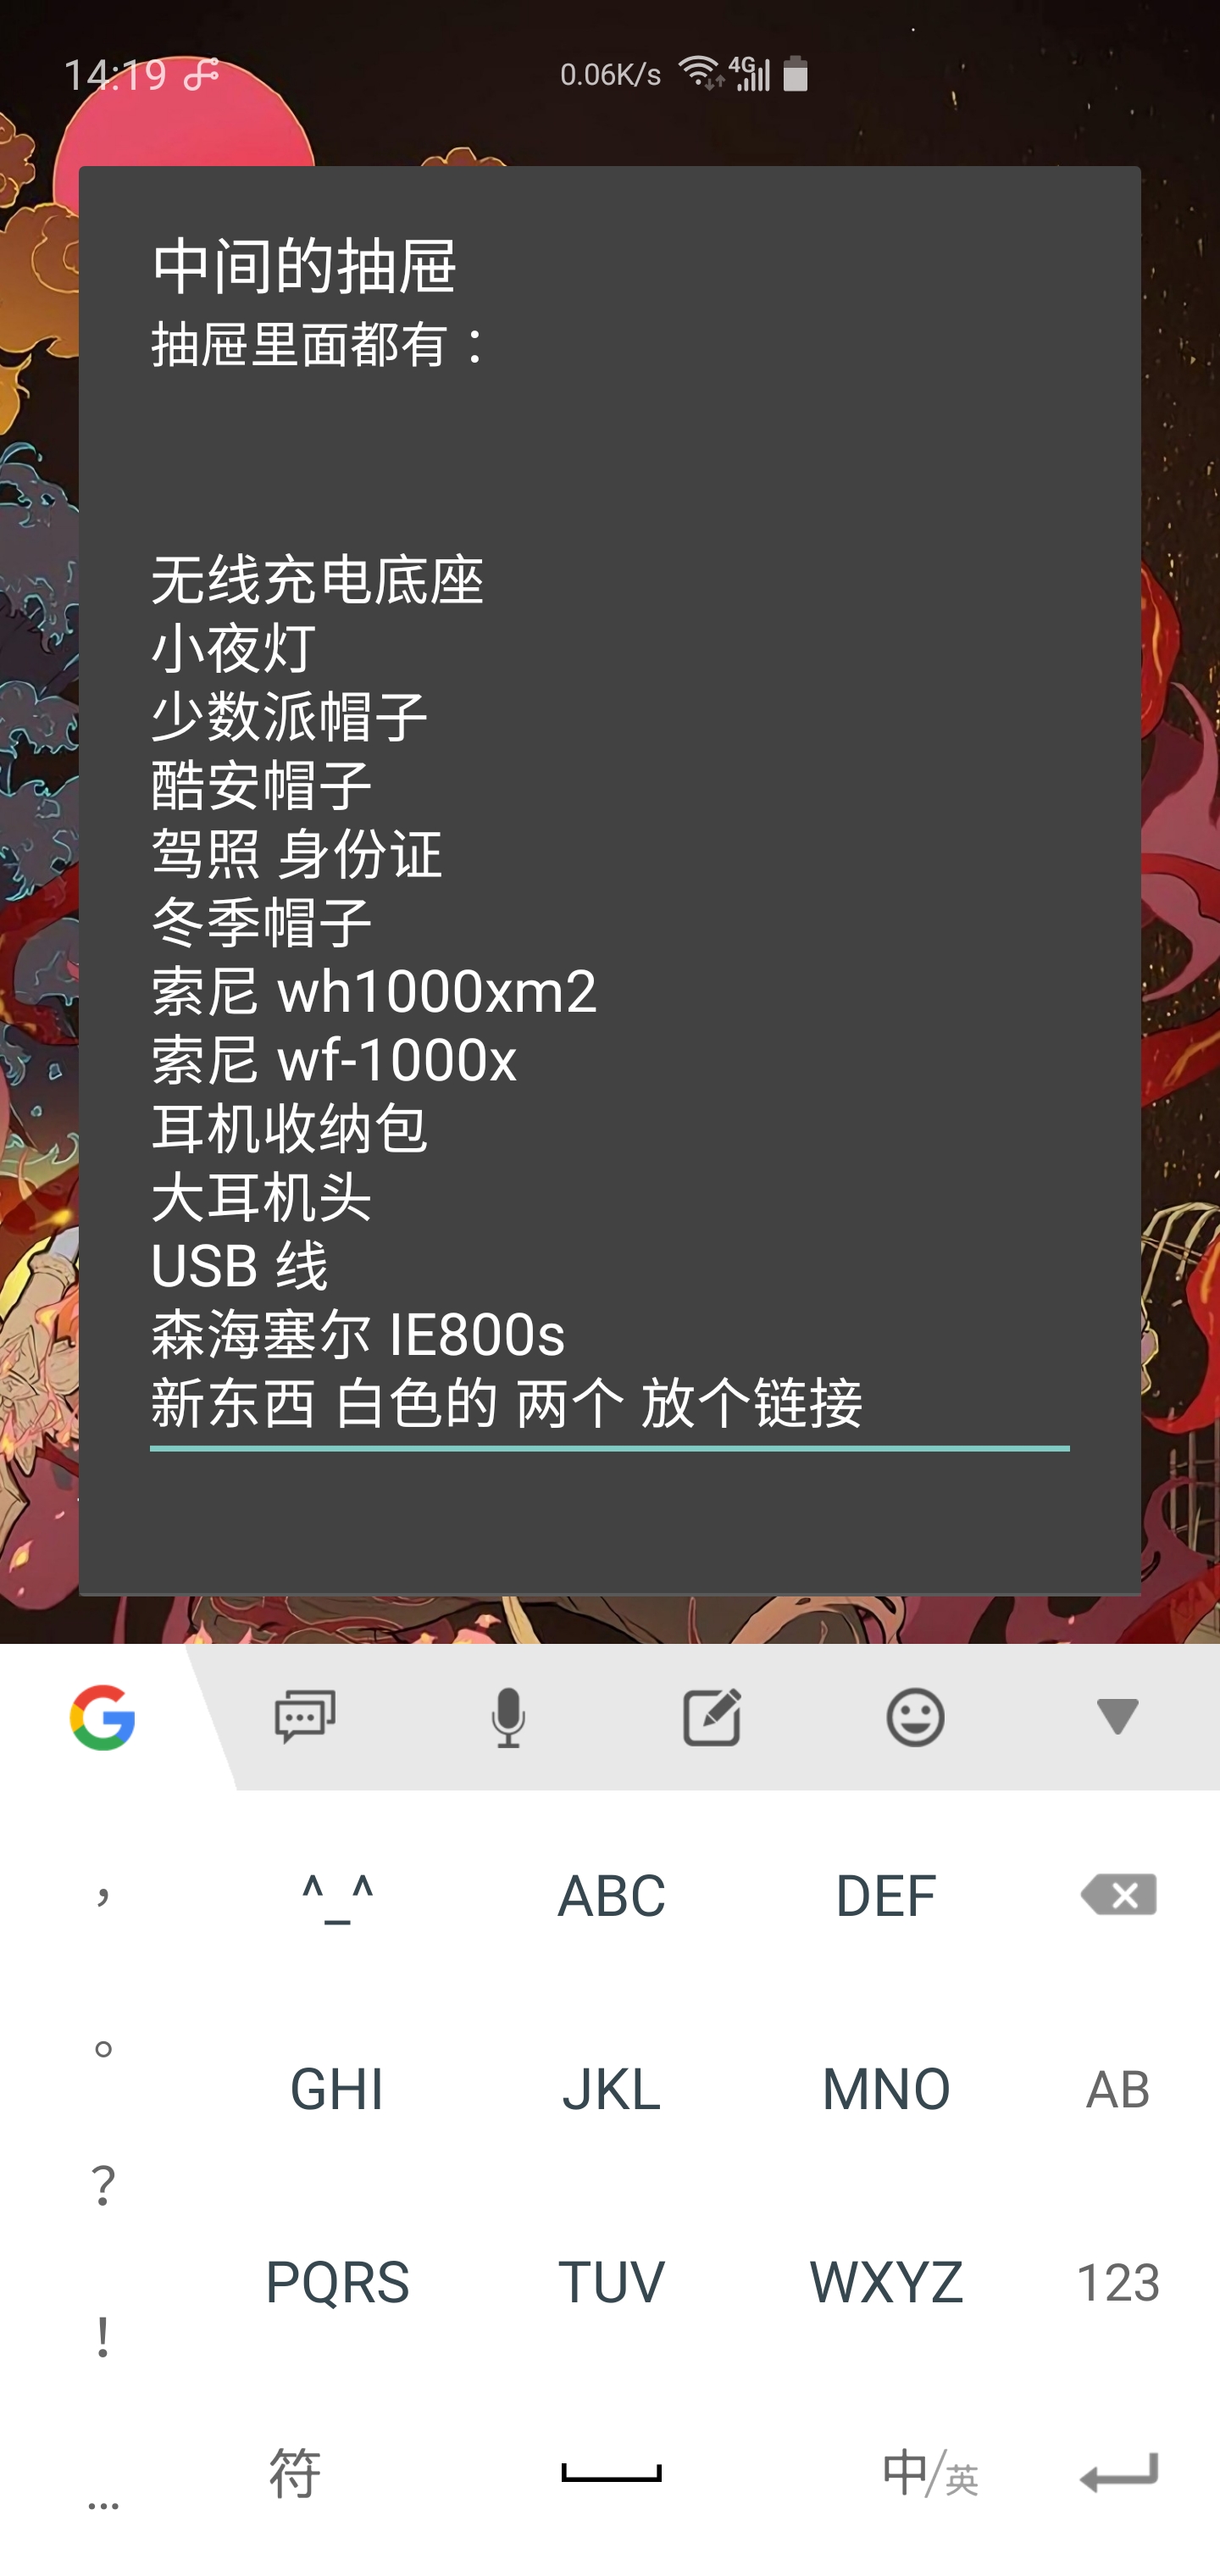 14:19 0.06K/s 4G
中间的抽屉
抽屉里面都有：
无线充电底座
小夜灯
少数派帽子
酷安帽子
驾照 身份证
冬季帽子
索尼 wh1000xm2
索尼 wf-1000x
耳机收纳包
大耳机头
USB 线
森海塞尔 IE800s
新东西 白色的 两个 放个链接
， ^_^ ABC DEF
。 GHI JKL MNO AB
？ PQRS TUV WXYZ 123
！
… 符 中/英